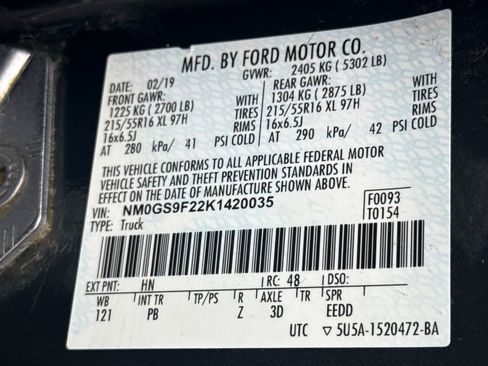 MFD. BY FORD MOTOR CO.
DATE: 02/19 GVWR: 2405 KG ( 5302 LB)
FRONT GAWR: REAR GAWR:
1225 KG ( 2700 LB) WITH 1304 KG ( 2875 LB) WITH
215/55R16 XL 97H TIRES 215/55R16 XL 97H TIRES
16x6.5J RIMS 16x6.5J RIMS
AT 280 kPa/ 41 PSI COLD AT 290 kPa/ 42 PSI COLD
THIS VEHICLE CONFORMS TO ALL APPLICABLE FEDERAL MOTOR
VEHICLE SAFETY AND THEFT PREVENTION STANDARDS IN
EFFECT ON THE DATE OF MANUFACTURE SHOWN ABOVE.
VIN: NM0GS9F22K1420035 F0093
TYPE: Truck T0154
EXT PNT: HN RC: 48 DSO:
WB INT TR TP/PS R AXLE TR SPR
121 PB Z 3D EEDD
UTC ▽ 5U5A-1520472-BA